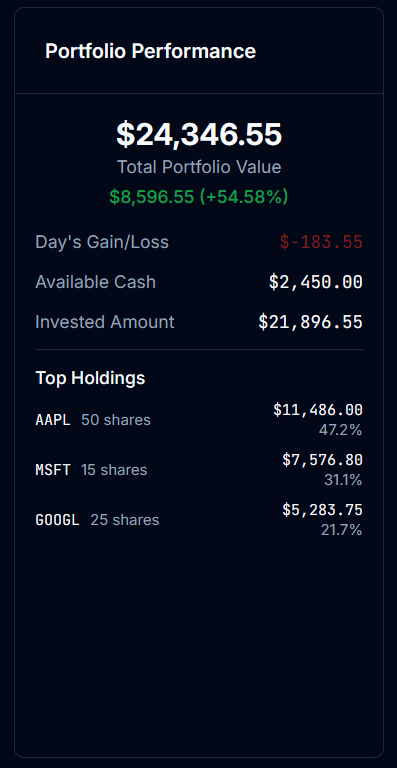 Portfolio Performance
$24,346.55
Total Portfolio Value
$8,596.55 (+54.58%)
Day's Gain/Loss $-183.55
Available Cash $2,450.00
Invested Amount $21,896.55
Top Holdings
AAPL 50 shares $11,486.00
47.2%
MSFT 15 shares $7,576.80
31.1%
GOOGL 25 shares $5,283.75
21.7%